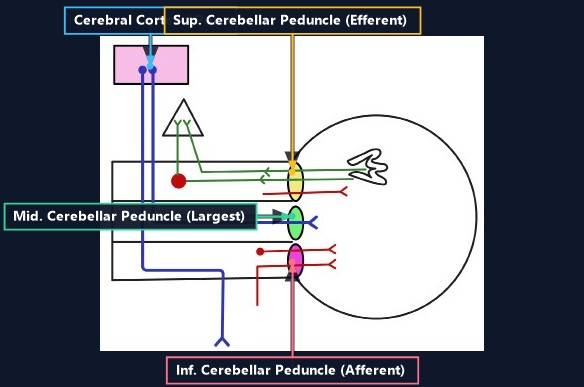 Cerebral Cort
Sup. Cerebellar Peduncle (Efferent)
Mid. Cerebellar Peduncle (Largest)
Inf. Cerebellar Peduncle (Afferent)